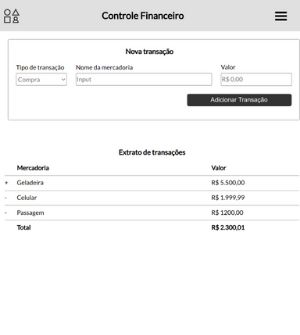 Controle Financeiro
Nova transação
Tipo de transação Nome da mercadoria Valor
Compra Input R$ 0,00
Adicionar Transação
Extrato de transações
Mercadoria Valor
+ Geladeira R$ 5.500,00
- Celular R$ 1.999,99
- Passagem R$ 1200,00
Total R$ 2.300,01